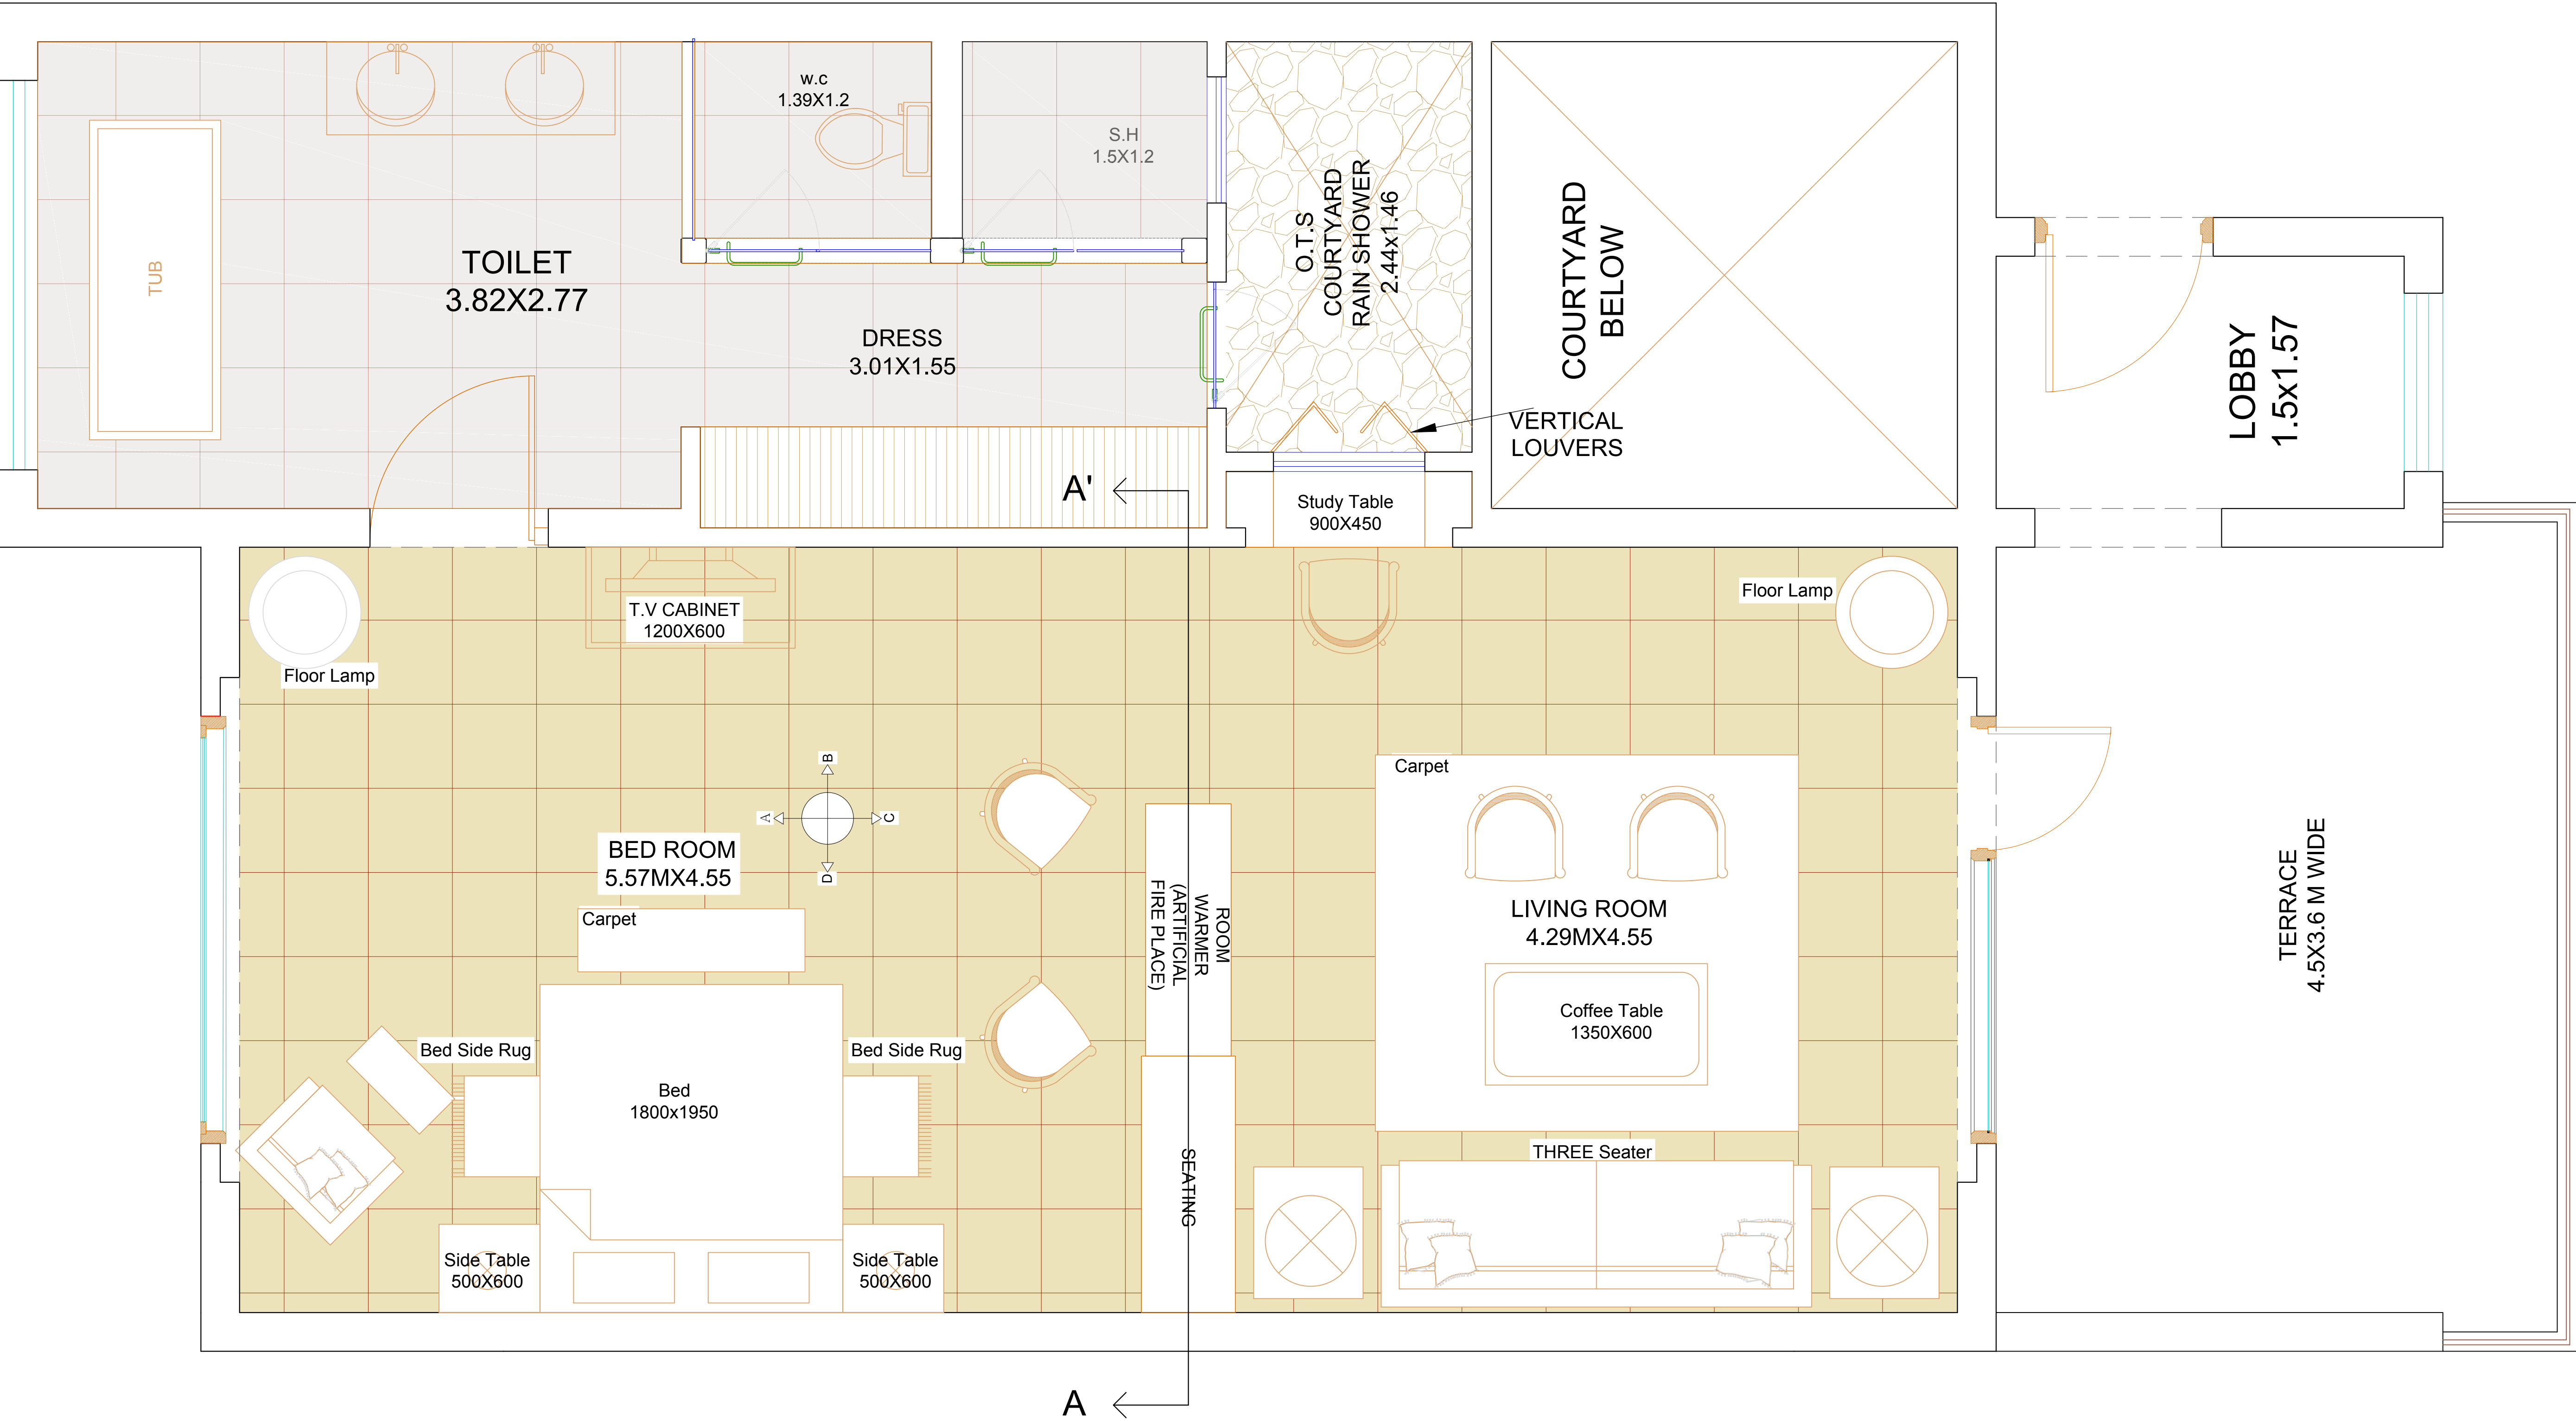 w.c
1.39X1.2
S.H
1.5X1.2
TOILET
3.82X2.77
TUB
DRESS
3.01X1.55
O.T.S
COURTYARD
RAIN SHOWER
2.44x1.46
COURTYARD
BELOW
VERTICAL
LOUVERS
LOBBY
1.5x1.57
A'
Study Table
900X450
T.V CABINET
1200X600
Floor Lamp
Floor Lamp
B
A
C
D
BED ROOM
5.57MX4.55
Carpet
Carpet
ROOM
WARMER
(ARTIFICIAL
FIRE PLACE)
LIVING ROOM
4.29MX4.55
Coffee Table
1350X600
TERRACE
4.5X3.6 M WIDE
Bed Side Rug
Bed Side Rug
Bed
1800x1950
THREE Seater
SEATING
Side Table
500X600
Side Table
500X600
A